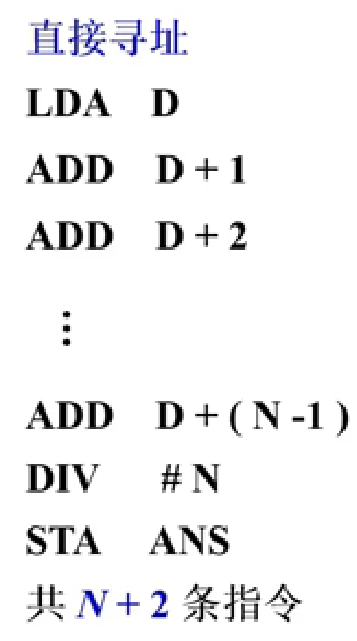 直接寻址
LDA D
ADD D + 1
ADD D + 2
⋮
ADD D + ( N -1 )
DIV # N
STA ANS
共 N + 2 条指令